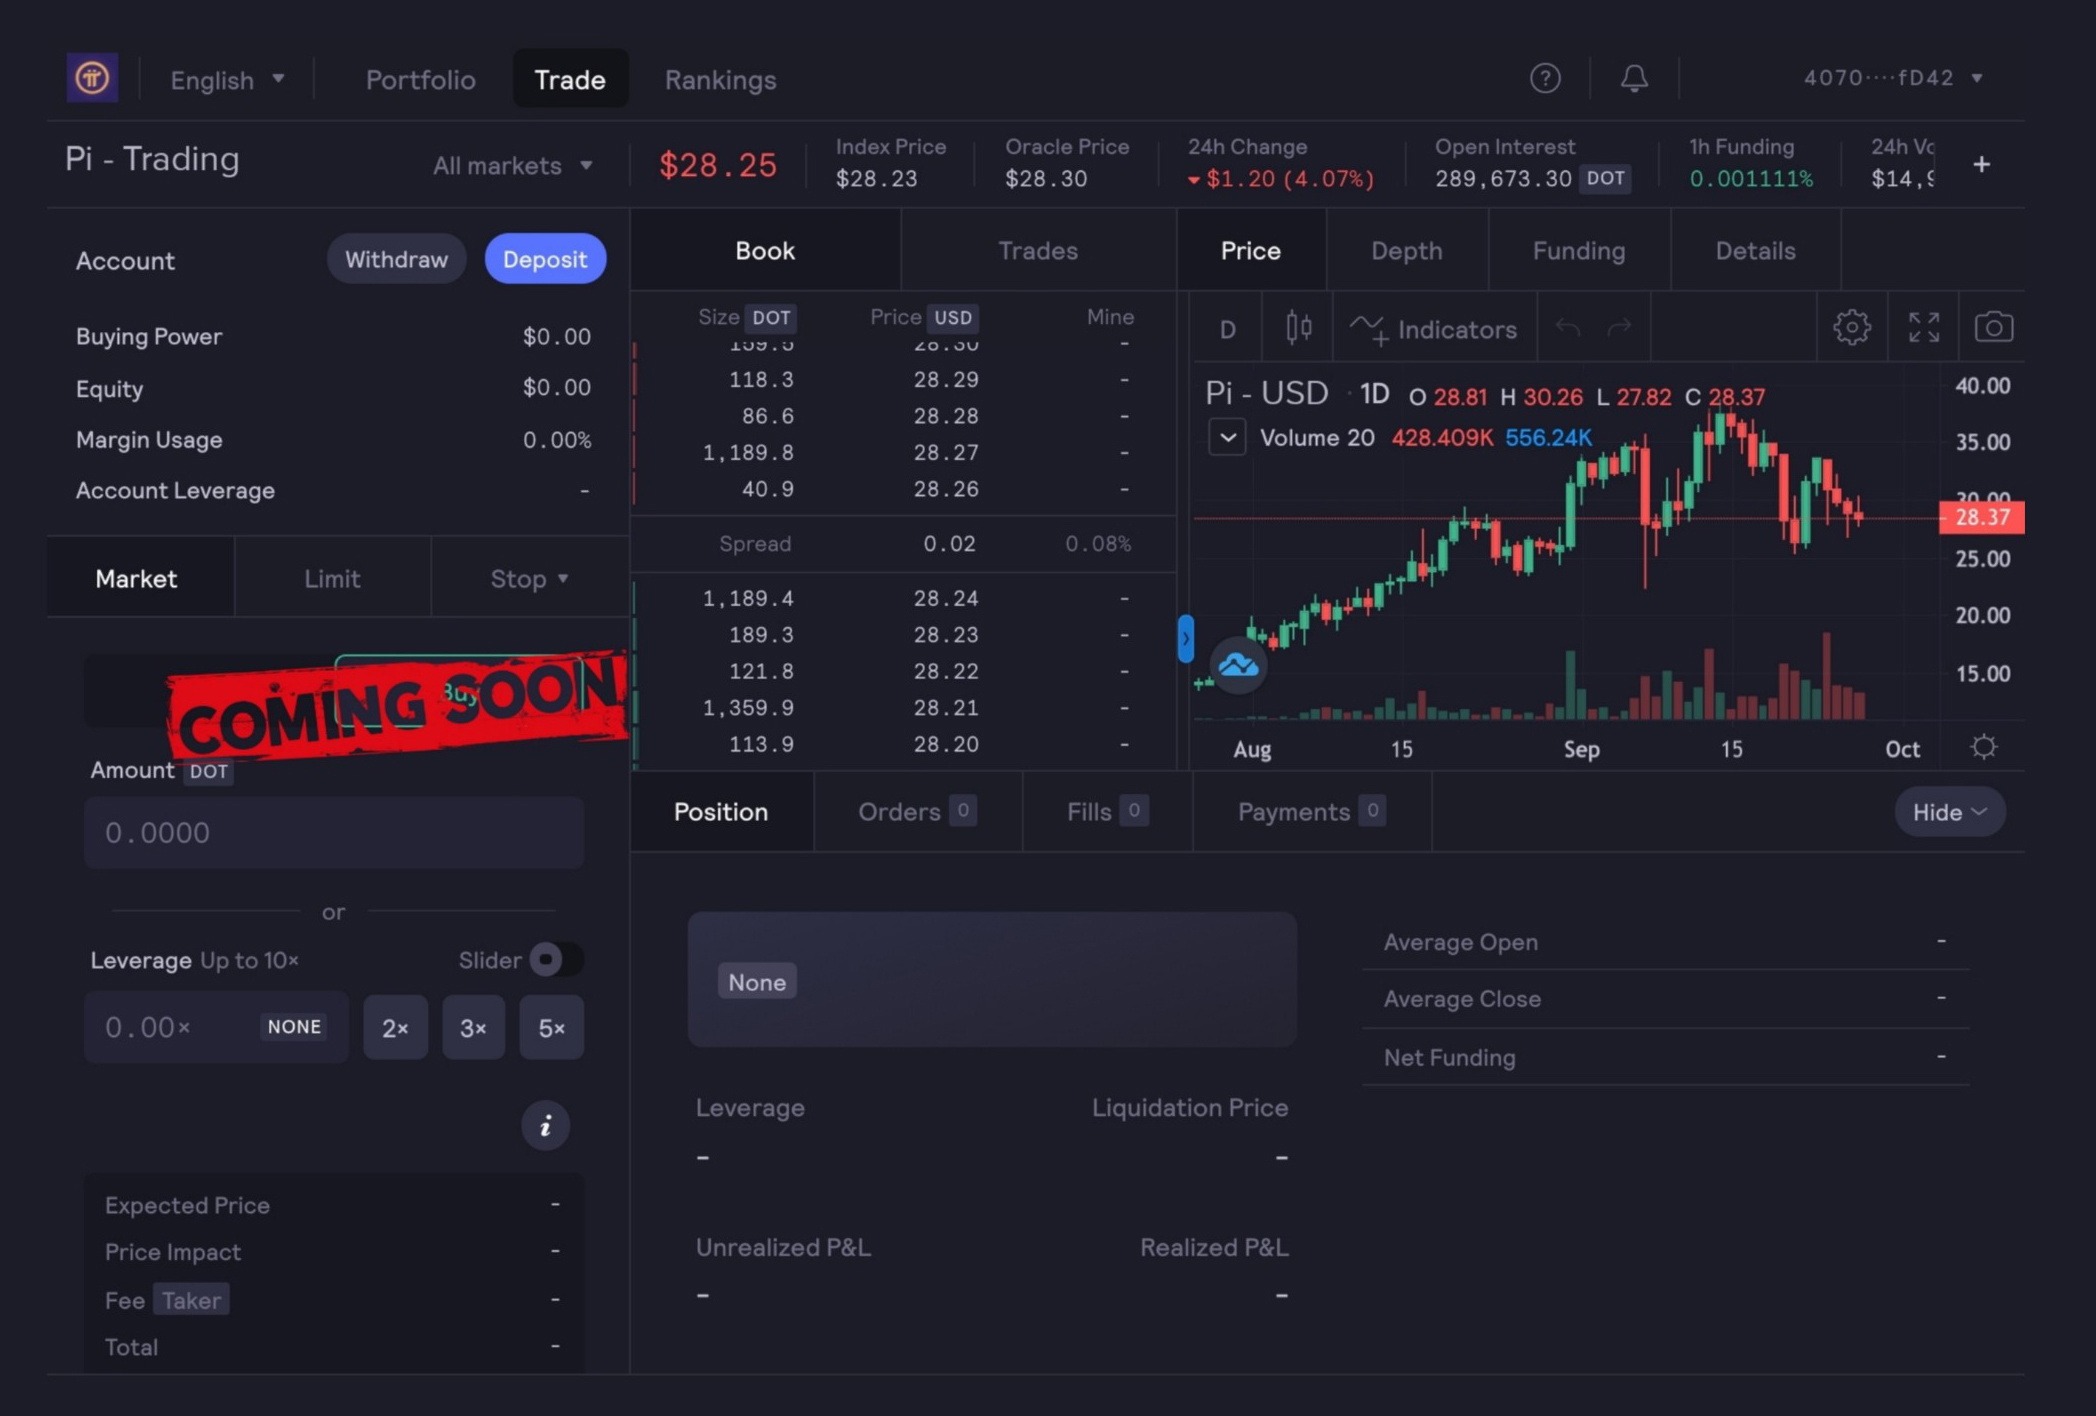 English Portfolio Trade Rankings 4070····fD42
Pi - Trading All markets $28.25
Index Price $28.23
Oracle Price $28.30
24h Change $1.20 (4.07%)
Open Interest 289,673.30 DOT
1h Funding 0.001111%
24h $14,
Account Withdraw Deposit
Buying Power $0.00
Equity $0.00
Margin Usage 0.00%
Account Leverage -
Market Limit Stop
COMING SOON
Buy
Amount DOT
0.0000
or
Leverage Up to 10× Slider
0.00× NONE 2× 3× 5×
i
Expected Price -
Price Impact -
Fee Taker -
Total -
Book Trades
Size DOT Price USD Mine
159.5 28.30 -
118.3 28.29 -
86.6 28.28 -
1,189.8 28.27 -
40.9 28.26 -
Spread 0.02 0.08%
1,189.4 28.24 -
189.3 28.23 -
121.8 28.22 -
1,359.9 28.21 -
113.9 28.20 -
Price Depth Funding Details
D Indicators
Pi - USD · 1D O 28.81 H 30.26 L 27.82 C 28.37
Volume 20 428.409K 556.24K
40.00
35.00
30.00
28.37
25.00
20.00
15.00
Aug 15 Sep 15 Oct
Position Orders 0 Fills 0 Payments 0 Hide
None
Leverage Liquidation Price
- -
Unrealized P&L Realized P&L
- -
Average Open -
Average Close -
Net Funding -